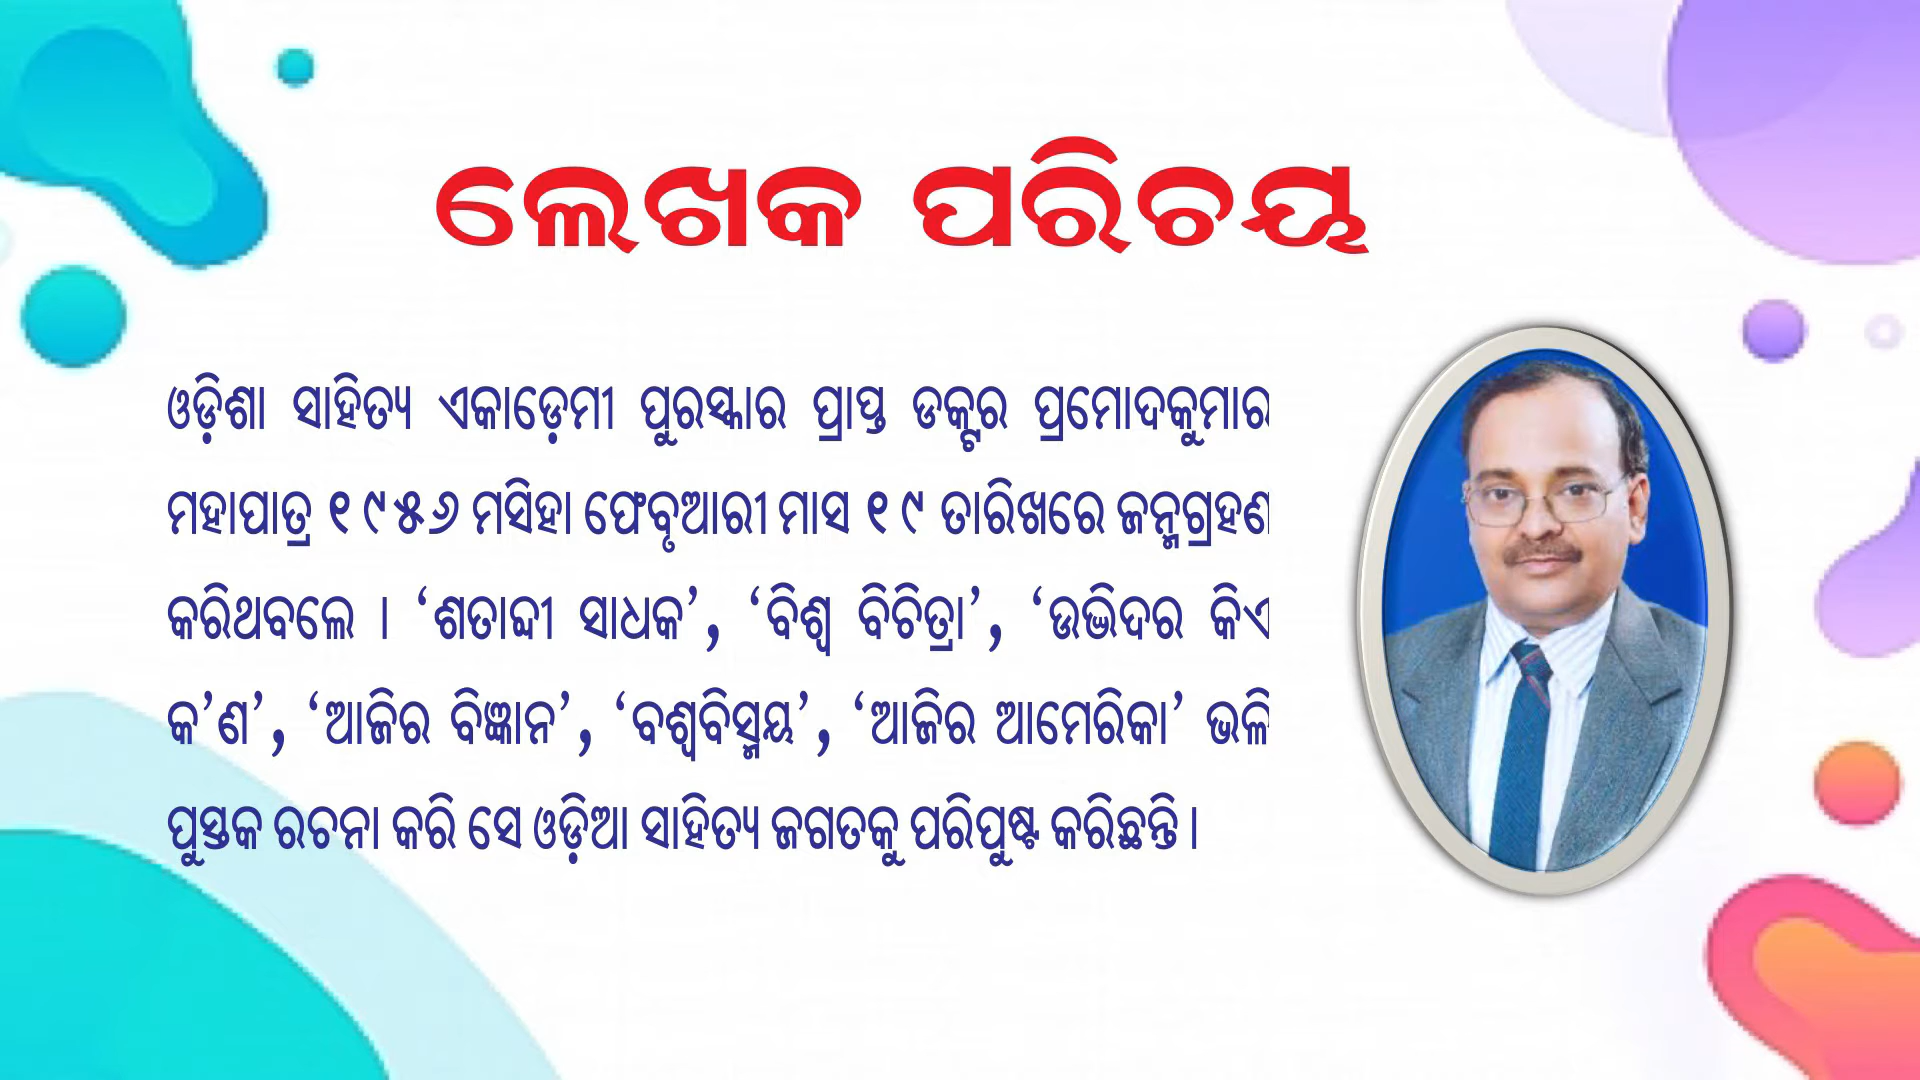 ଲେଖକ ପରିଚୟ
ଓଡ଼ିଶା ସାହିତ୍ୟ ଏକାଡ଼େମୀ ପୁରସ୍କାର ପ୍ରାପ୍ତ ଡକ୍ଟର ପ୍ରମୋଦକୁମାର
ମହାପାତ୍ର ୧୯୫୬ ମସିହା ଫେବୃଆରୀ ମାସ ୧୯ ତାରିଖରେ ଜନ୍ମଗ୍ରହଣ
କରିଥବଲେ । ‘ଶତାବ୍ଦୀ ସାଧକ’, ‘ବିଶ୍ୱ ବିଚିତ୍ରା’, ‘ଉଦ୍ଭିଦର କିଏ
କ’ଣ’, ‘ଆଜିର ବିଜ୍ଞାନ’, ‘ବଶ୍ୱବିସ୍ମୟ’, ‘ଆଜିର ଆମେରିକା’ ଭଳି
ପୁସ୍ତକ ରଚନା କରି ସେ ଓଡ଼ିଆ ସାହିତ୍ୟ ଜଗତକୁ ପରିପୁଷ୍ଟ କରିଛନ୍ତି ।